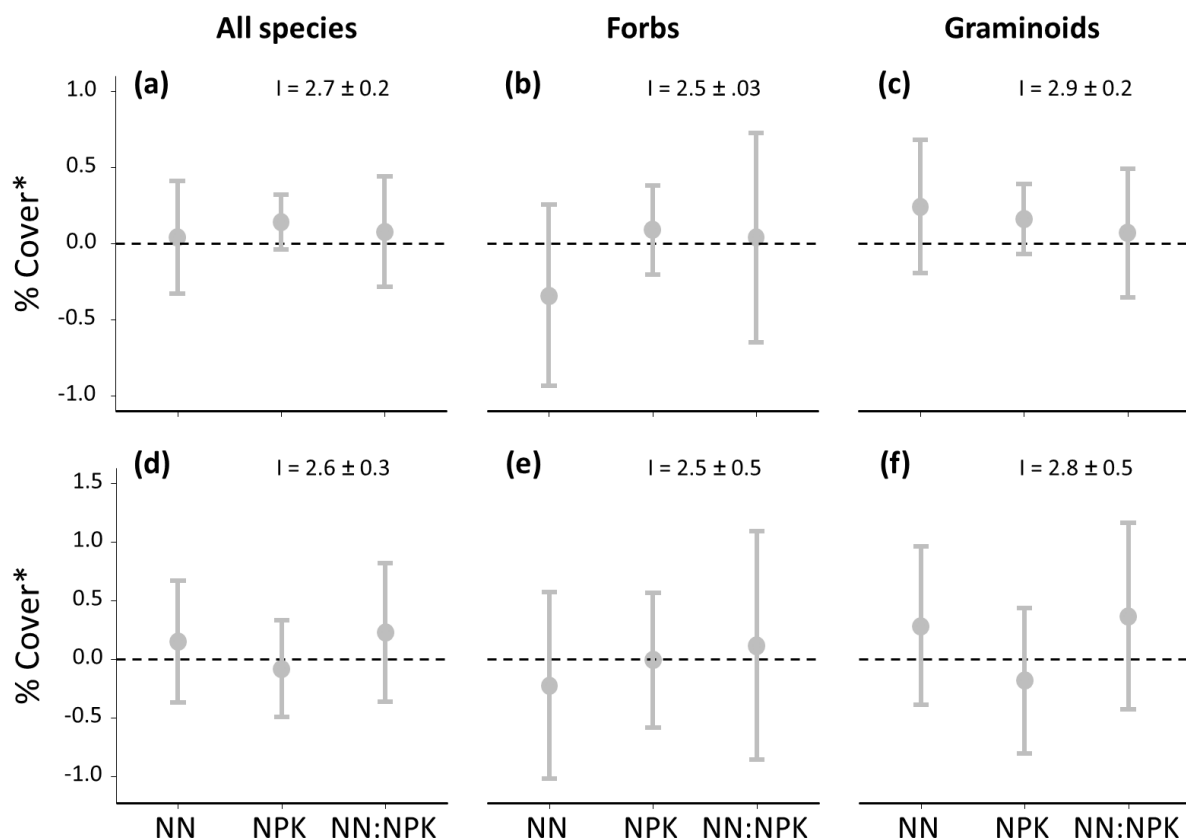 All species Forbs Graminoids
(a) I = 2.7 ± 0.2 (b) I = 2.5 ± .03 (c) I = 2.9 ± 0.2
1.0
0.5
0.0
-0.5
-1.0
% Cover*
(d) I = 2.6 ± 0.3 (e) I = 2.5 ± 0.5 (f) I = 2.8 ± 0.5
1.5
1.0
0.5
0.0
-0.5
-1.0
% Cover*
NN NPK NN:NPK NN NPK NN:NPK NN NPK NN:NPK